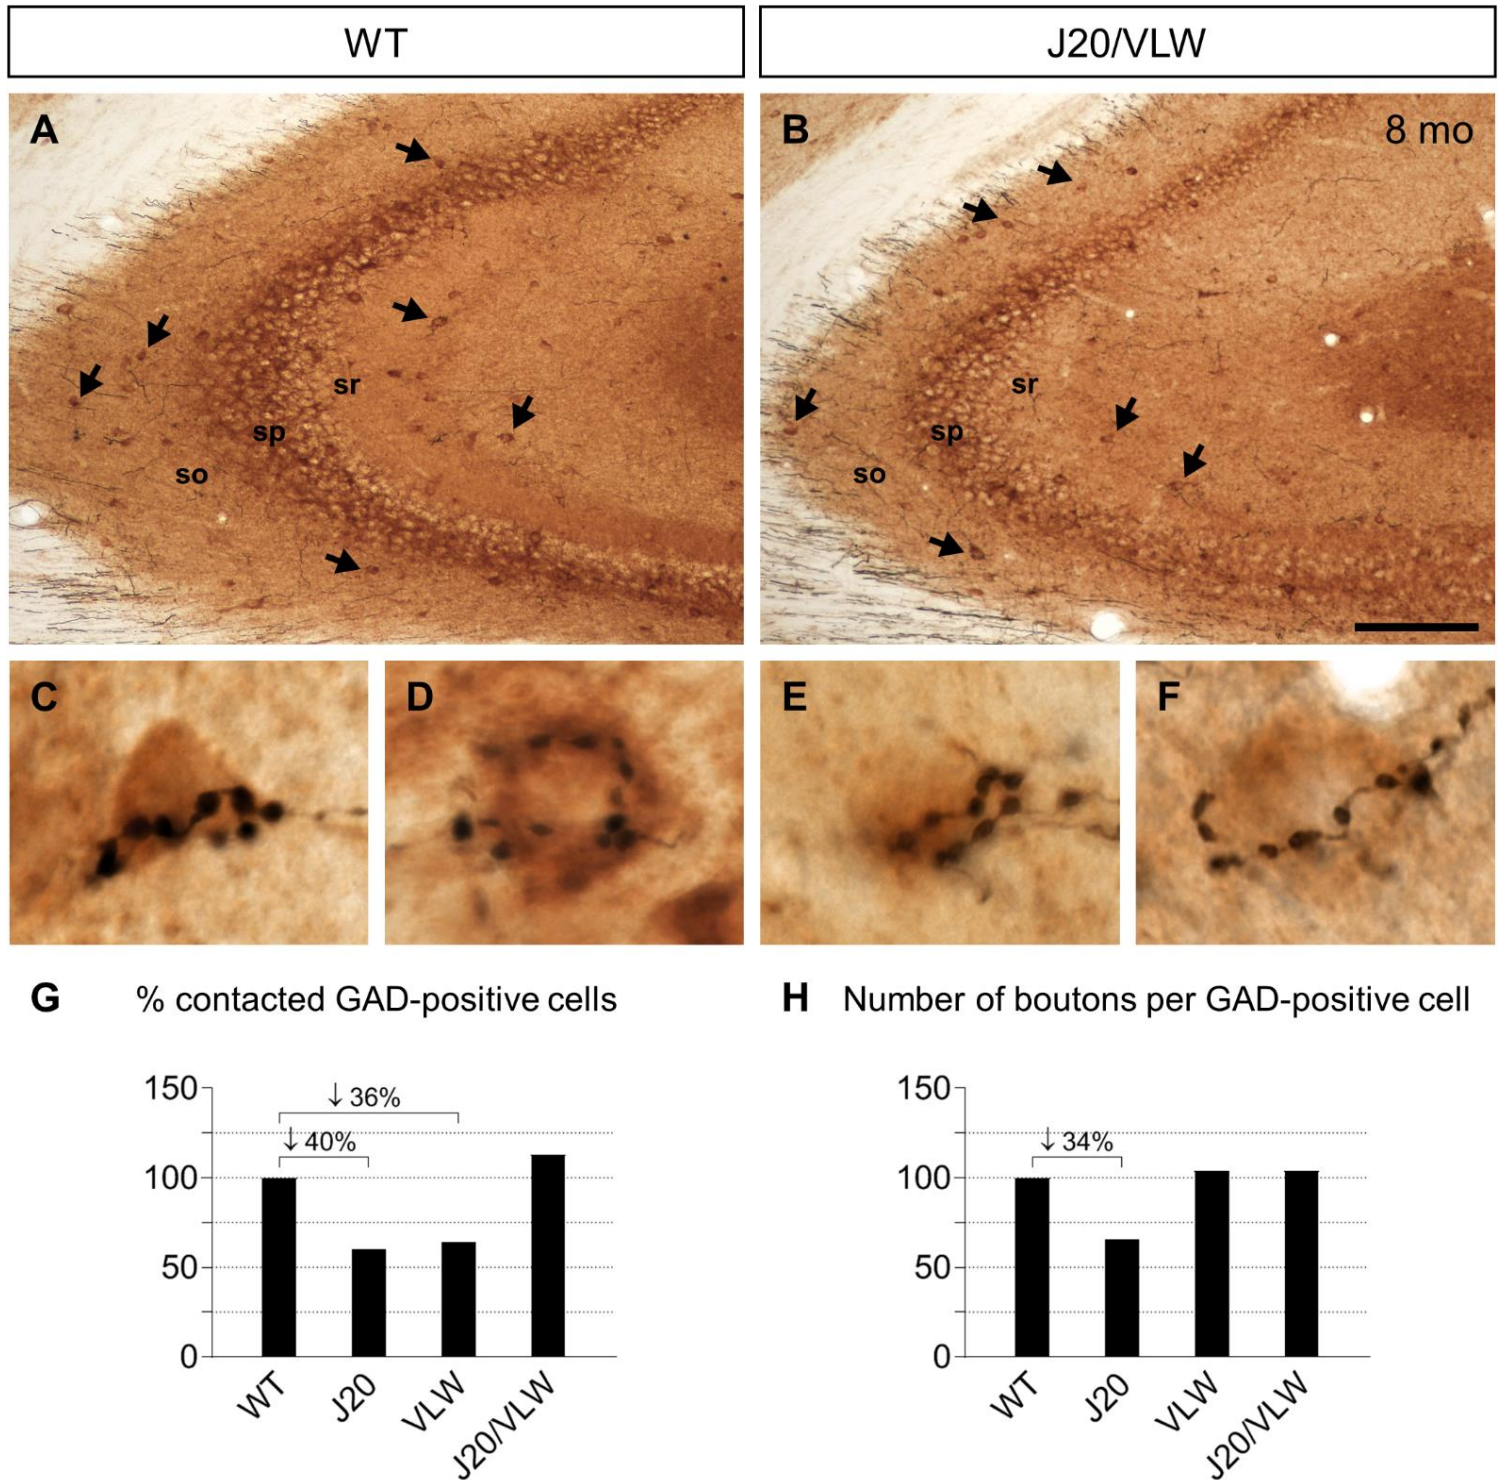 WT
J20/VLW
A
B
8 mo
sr
sp
so
sr
sp
so
C
D
E
F
G
% contacted GAD-positive cells
H
Number of boutons per GAD-positive cell
150
100
50
0
↓ 36%
↓ 40%
WT
J20
VLW
J20/VLW
150
100
50
0
↓ 34%
WT
J20
VLW
J20/VLW